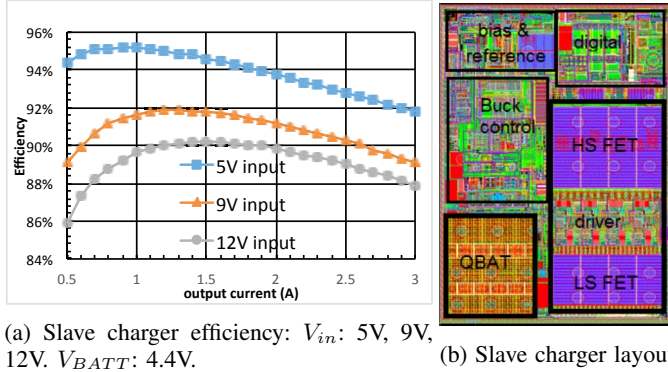 96%
94%
92%
90%
88%
86%
84%
Efficiency
5V input
9V input
12V input
0.5
1
1.5
2
2.5
3
output current (A)
(a) Slave charger efficiency: V_in: 5V, 9V,
12V. V_BATT: 4.4V.
bias &
reference
digital
Buck
control
HS FET
driver
QBAT
LS FET
(b) Slave charger layou